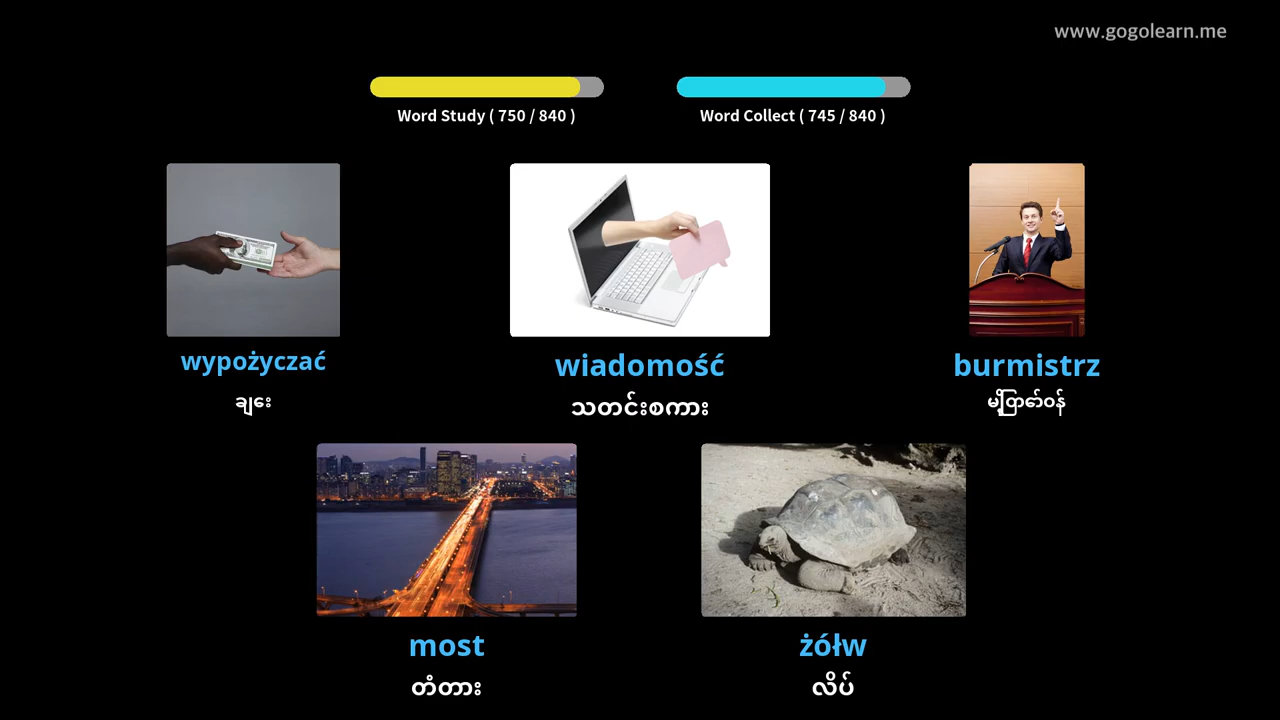 www.gogolearn.me
Word Study ( 750 / 840 )
Word Collect ( 745 / 840 )
wypożyczać
ချေး
wiadomość
သတင်းစကား
burmistrz
မြို့တော်ဝန်
most
တံတား
żółw
လိပ်